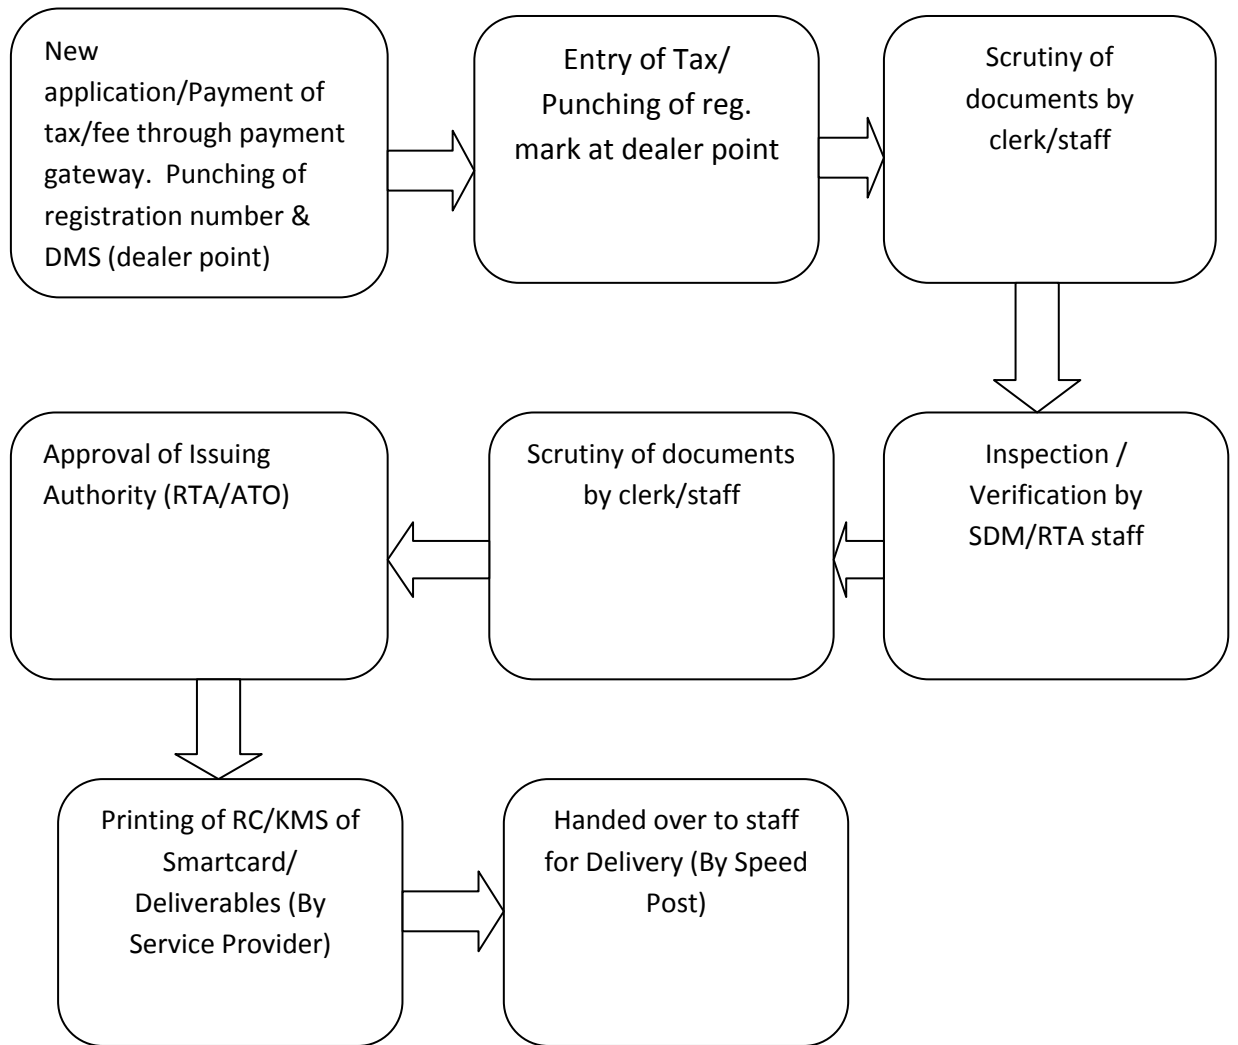 New
application/Payment of
tax/fee through payment
gateway.  Punching of
registration number &
DMS (dealer point)
Entry of Tax/
Punching of reg.
mark at dealer point
Scrutiny of
documents by
clerk/staff
Inspection /
Verification by
SDM/RTA staff
Scrutiny of documents
by clerk/staff
Approval of Issuing
Authority (RTA/ATO)
Printing of RC/KMS of
Smartcard/
Deliverables (By
Service Provider)
Handed over to staff
for Delivery (By Speed
Post)